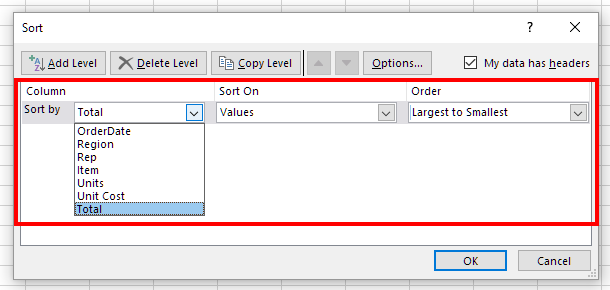 Sort
?
Add Level Delete Level Copy Level Options... My data has headers
Column Sort On Order
Sort by Total Values Largest to Smallest
OrderDate
Region
Rep
Item
Units
Unit Cost
Total
OK Cancel